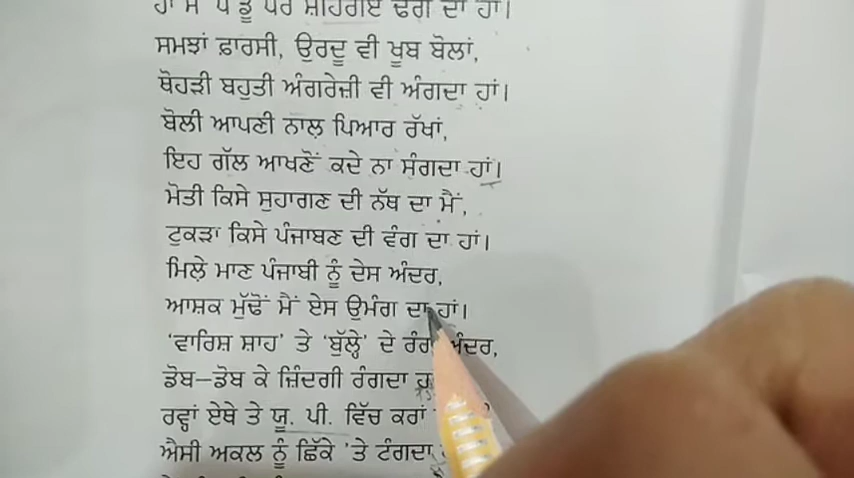 ਸ਼ਹਿਰੀਏ ਢੰਗ ਦਾ ਹਾਂ।
ਸਮਝਾਂ ਫ਼ਾਰਸੀ, ਉਰਦੂ ਵੀ ਖੂਬ ਬੋਲਾਂ,
ਥੋਹੜੀ ਬਹੁਤੀ ਅੰਗਰੇਜ਼ੀ ਵੀ ਅੰਗਦਾ ਹਾਂ।
ਬੋਲੀ ਆਪਣੀ ਨਾਲ਼ ਪਿਆਰ ਰੱਖਾਂ,
ਇਹ ਗੱਲ ਆਖਣੋਂ ਕਦੇ ਨਾ ਸੰਗਦਾ ਹਾਂ।
ਮੋਤੀ ਕਿਸੇ ਸੁਹਾਗਣ ਦੀ ਨੱਥ ਦਾ ਮੈਂ,
ਟੁਕੜਾ ਕਿਸੇ ਪੰਜਾਬਣ ਦੀ ਵੰਗ ਦਾ ਹਾਂ।
ਮਿਲ਼ੇ ਮਾਣ ਪੰਜਾਬੀ ਨੂੰ ਦੇਸ ਅੰਦਰ,
ਆਸ਼ਕ ਮੁੱਢੋਂ ਮੈਂ ਏਸ ਉਮੰਗ ਦਾ ਹਾਂ।
'ਵਾਰਿਸ ਸ਼ਾਹ' ਤੇ 'ਬੁੱਲ੍ਹੇ' ਦੇ ਰੰਗ ਅੰਦਰ,
ਡੋਬ–ਡੋਬ ਕੇ ਜ਼ਿੰਦਗੀ ਰੰਗਦਾ
ਰਵ੍ਹਾਂ ਏਥੇ ਤੇ ਯੂ. ਪੀ. ਵਿੱਚ ਕਰਾਂ
ਐਸੀ ਅਕਲ ਨੂੰ ਛਿੱਕੇ 'ਤੇ ਟੰਗਦਾ